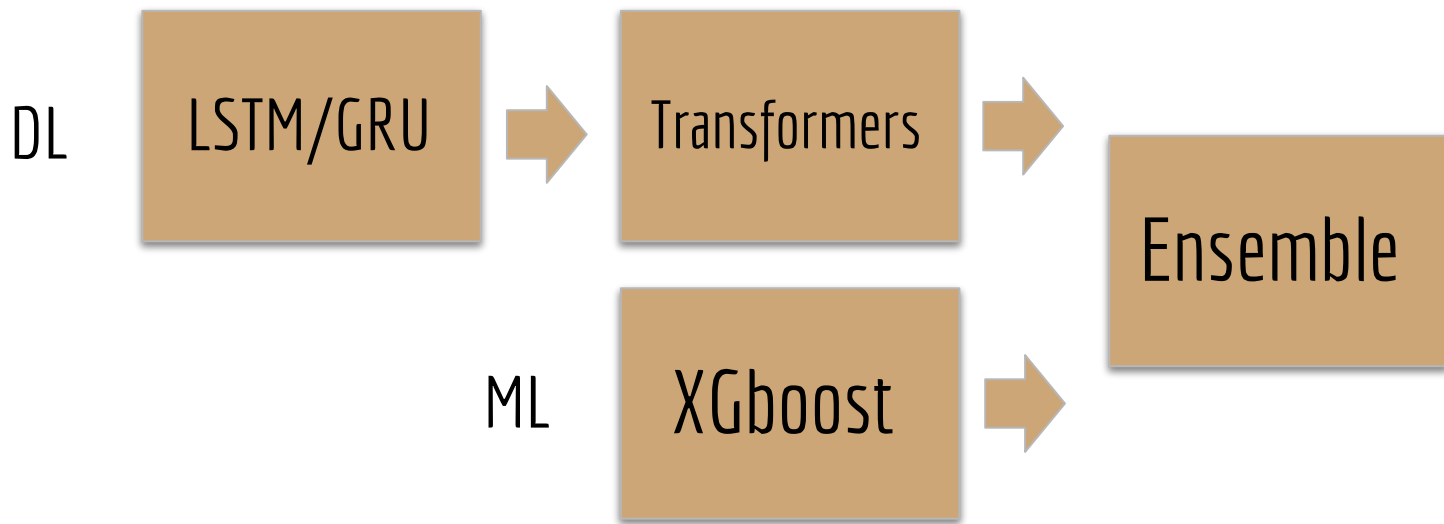 DL
LSTM/GRU
Transformers
Ensemble
ML
XGboost